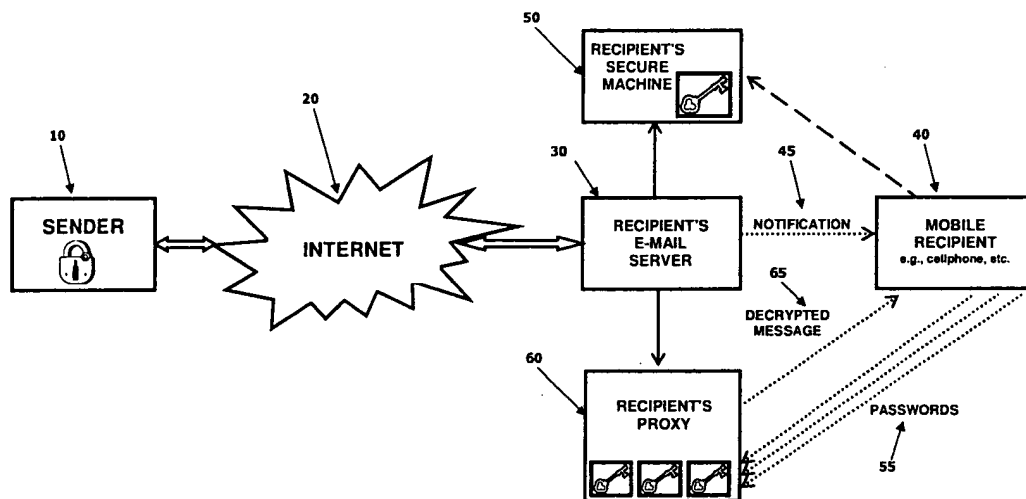 50
RECIPIENT'S
SECURE
MACHINE
10
20
30
45
40
SENDER
INTERNET
RECIPIENT'S
E-MAIL
SERVER
NOTIFICATION
MOBILE
RECIPIENT
e.g., cellphone, etc.
65
DECRYPTED
MESSAGE
60
RECIPIENT'S
PROXY
PASSWORDS
55